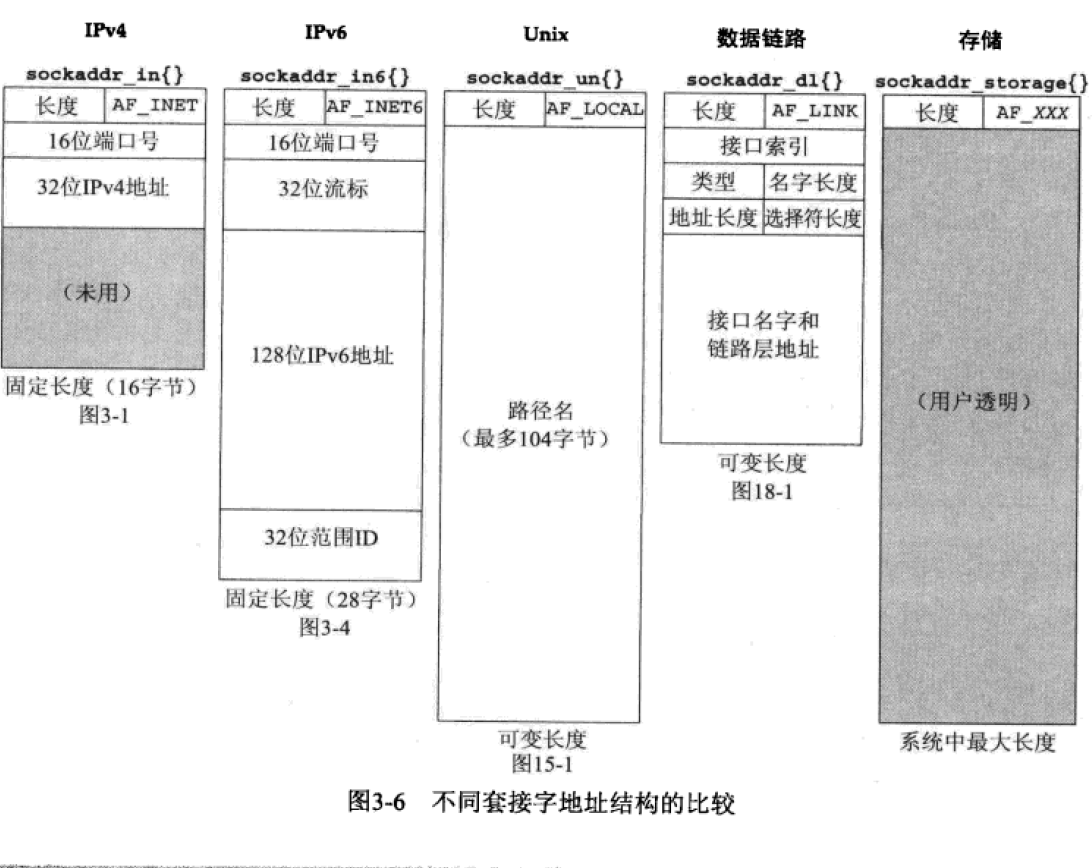 IPv4
sockaddr_in{}
长度 AF_INET
16位端口号
32位IPv4地址
（未用）
固定长度（16字节）
图3-1
IPv6
sockaddr_in6{}
长度 AF_INET6
16位端口号
32位流标
128位IPv6地址
32位范围ID
固定长度（28字节）
图3-4
Unix
sockaddr_un{}
长度 AF_LOCAL
路径名
（最多104字节）
可变长度
图15-1
数据链路
sockaddr_dl{}
长度 AF_LINK
接口索引
类型 名字长度
地址长度 选择符长度
接口名字和
链路层地址
可变长度
图18-1
存储
sockaddr_storage{}
长度 AF_XXX
（用户透明）
系统中最大长度
图3-6 不同套接字地址结构的比较